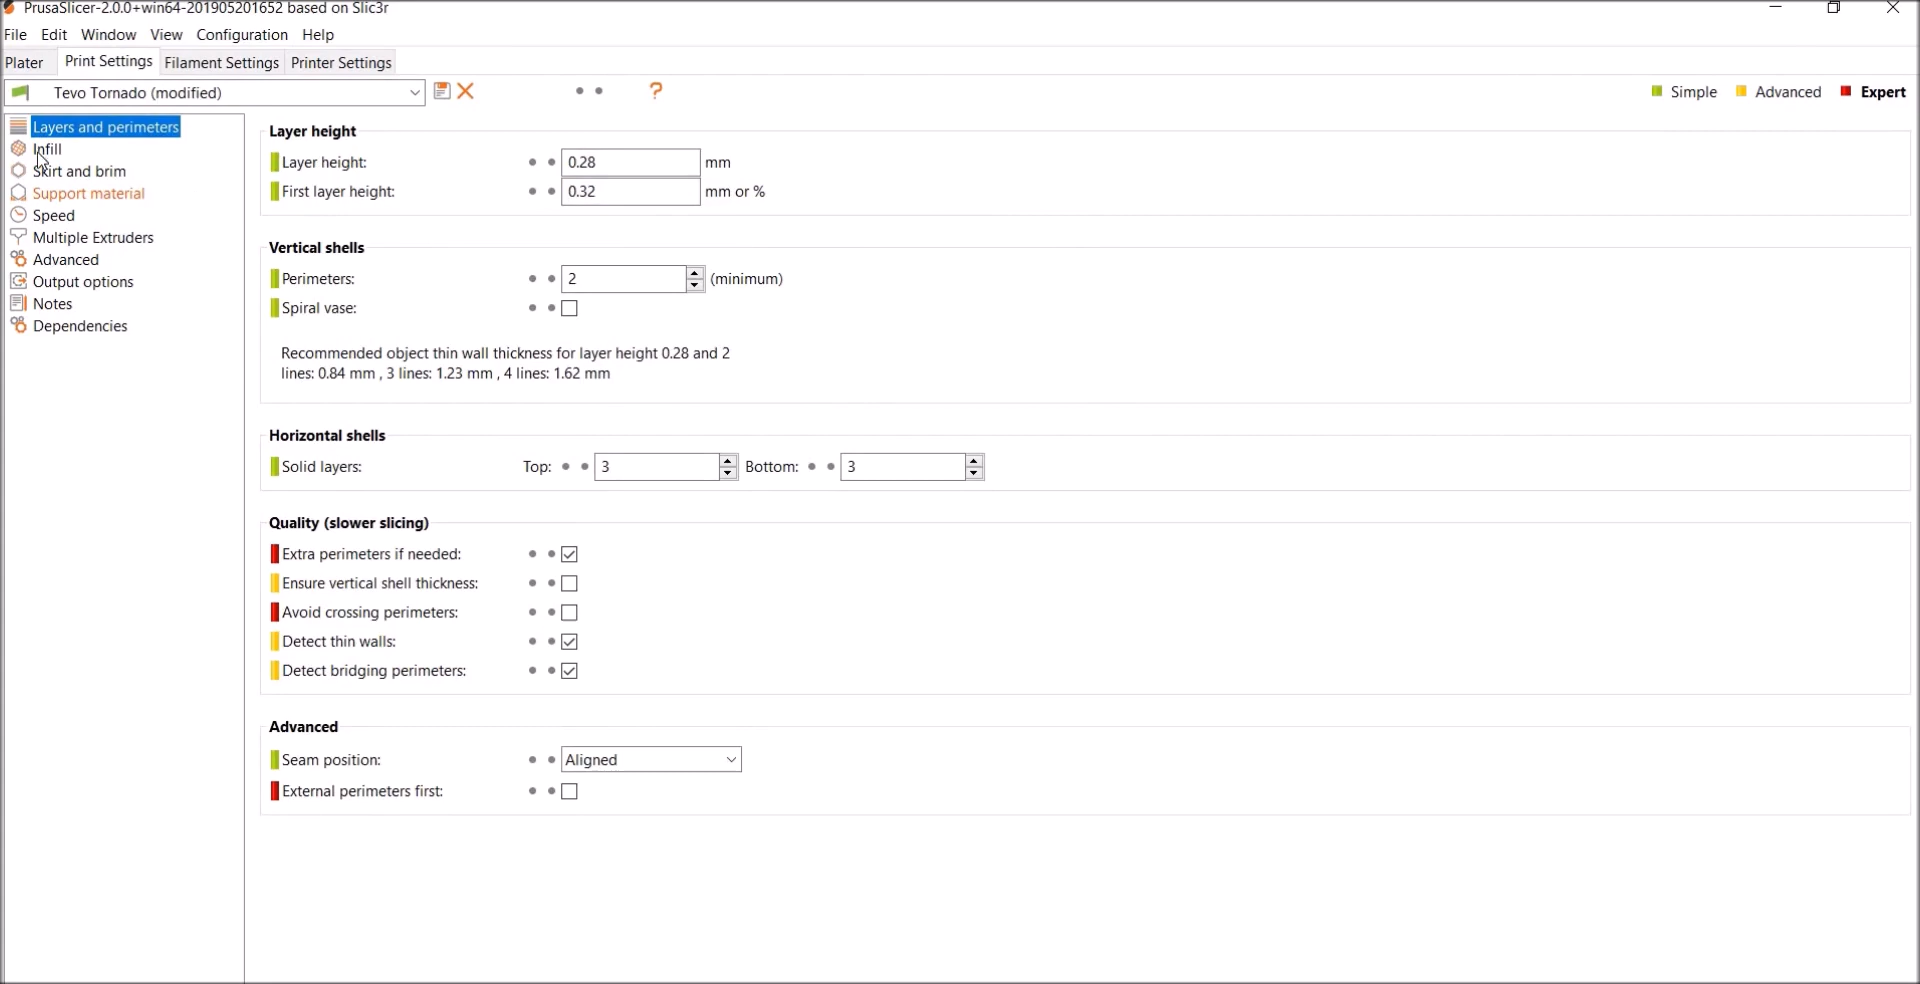 PrusaSlicer-2.0.0+win64-201905201652 based on Slic3r
File Edit Window View Configuration Help
Plater Print Settings Filament Settings Printer Settings
Tevo Tornado (modified) ? Simple Advanced Expert
Layers and perimeters
Infill
Skirt and brim
Support material
Speed
Multiple Extruders
Advanced
Output options
Notes
Dependencies
Layer height
Layer height: 0.28 mm
First layer height: 0.32 mm or %
Vertical shells
Perimeters: 2 (minimum)
Spiral vase:
Recommended object thin wall thickness for layer height 0.28 and 2
lines: 0.84 mm , 3 lines: 1.23 mm , 4 lines: 1.62 mm
Horizontal shells
Solid layers: Top: 3 Bottom: 3
Quality (slower slicing)
Extra perimeters if needed:
Ensure vertical shell thickness:
Avoid crossing perimeters:
Detect thin walls:
Detect bridging perimeters:
Advanced
Seam position: Aligned
External perimeters first: